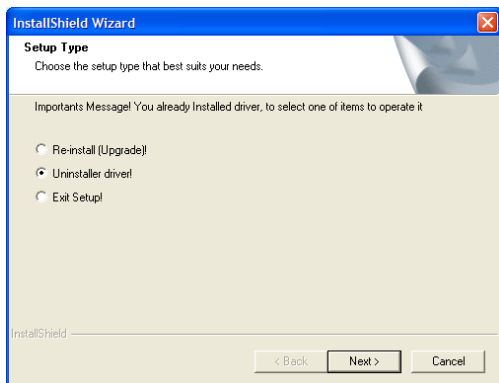 InstallShield Wizard
Setup Type
Choose the setup type that best suits your needs.
Importants Message! You already Installed driver, to select one of items to operate it
Re-install (Upgrade)!
Uninstaller driver!
Exit Setup!
InstallShield
< Back
Next >
Cancel